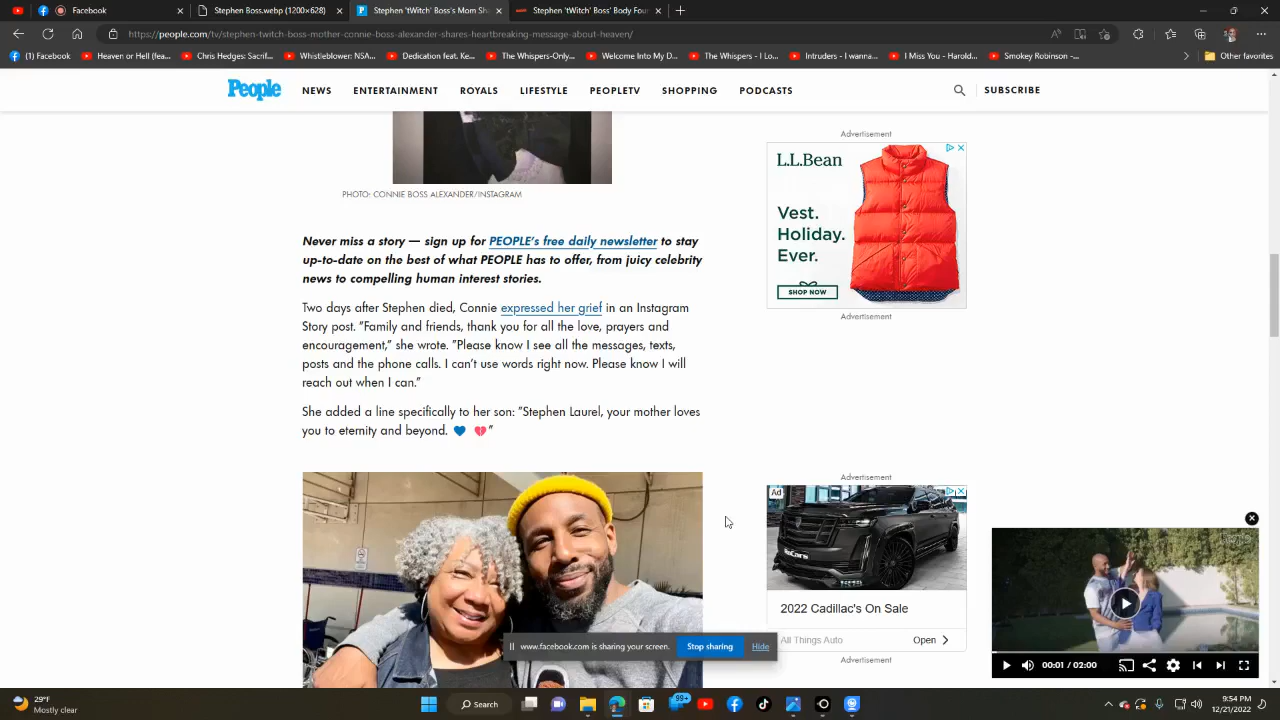 Facebook
Stephen Boss.webp (1200×628)
Stephen 'tWitch' Boss's Mom Sha
Stephen 'tWitch' Boss' Body Foun
https://people.com/tv/stephen-twitch-boss-mother-connie-boss-alexander-shares-heartbreaking-message-about-heaven/
(1) Facebook
Heaven or Hell (fea...
Chris Hedges: Sacrif...
Whistleblower: NSA...
Dedication feat. Ke...
The Whispers-Only...
Welcome Into My D...
The Whispers - I Lo...
Intruders - I wanna...
I Miss You - Harold...
Smokey Robinson -...
Other favorites
People
NEWS
ENTERTAINMENT
ROYALS
LIFESTYLE
PEOPLETV
SHOPPING
PODCASTS
SUBSCRIBE
PHOTO: CONNIE BOSS ALEXANDER/INSTAGRAM
Never miss a story — sign up for PEOPLE's free daily newsletter to stay
up-to-date on the best of what PEOPLE has to offer, from juicy celebrity
news to compelling human interest stories.
Two days after Stephen died, Connie expressed her grief in an Instagram
Story post. "Family and friends, thank you for all the love, prayers and
encouragement," she wrote. "Please know I see all the messages, texts,
posts and the phone calls. I can't use words right now. Please know I will
reach out when I can."
She added a line specifically to her son: "Stephen Laurel, your mother loves
you to eternity and beyond. 💙 💔"
Advertisement
L.L.Bean
Vest.
Holiday.
Ever.
SHOP NOW
Advertisement
Advertisement
Ad
2022 Cadillac's On Sale
All Things Auto
Open
Advertisement
00:01 / 02:00
www.facebook.com is sharing your screen.
Stop sharing
Hide
29°F
Mostly clear
Search
99+
9:54 PM
12/21/2022